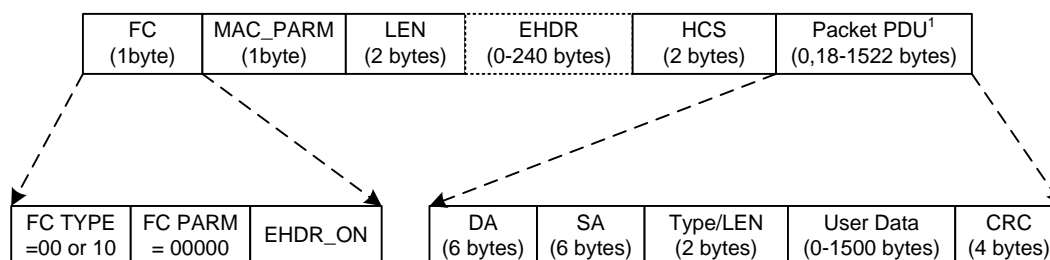 FC
(1byte)
MAC_PARM
(1byte)
LEN
(2 bytes)
EHDR
(0-240 bytes)
HCS
(2 bytes)
Packet PDU¹
(0,18-1522 bytes)
FC TYPE
=00 or 10
FC PARM
= 00000
EHDR_ON
DA
(6 bytes)
SA
(6 bytes)
Type/LEN
(2 bytes)
User Data
(0-1500 bytes)
CRC
(4 bytes)